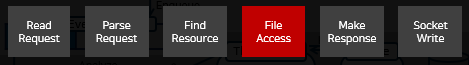 Read
Request
Parse
Request
Find
Resource
File
Access
Make
Response
Socket
Write